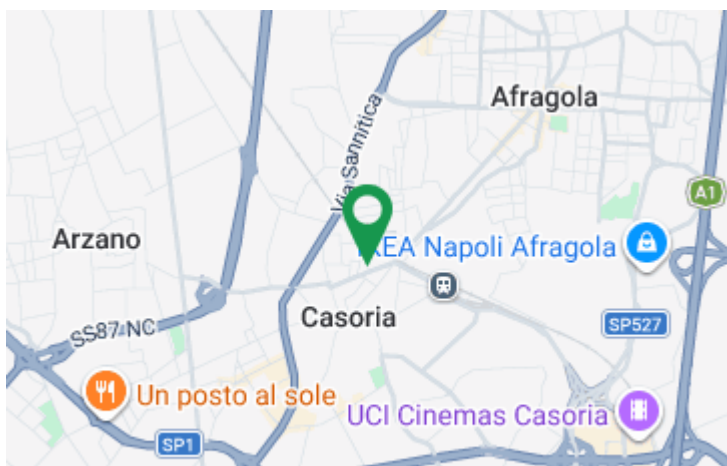 Afragola
Via Sannitica
A1
Arzano
EA Napoli Afragola
SS87 NC
Casoria
SP527
Un posto al sole
UCI Cinemas Casoria
SP1